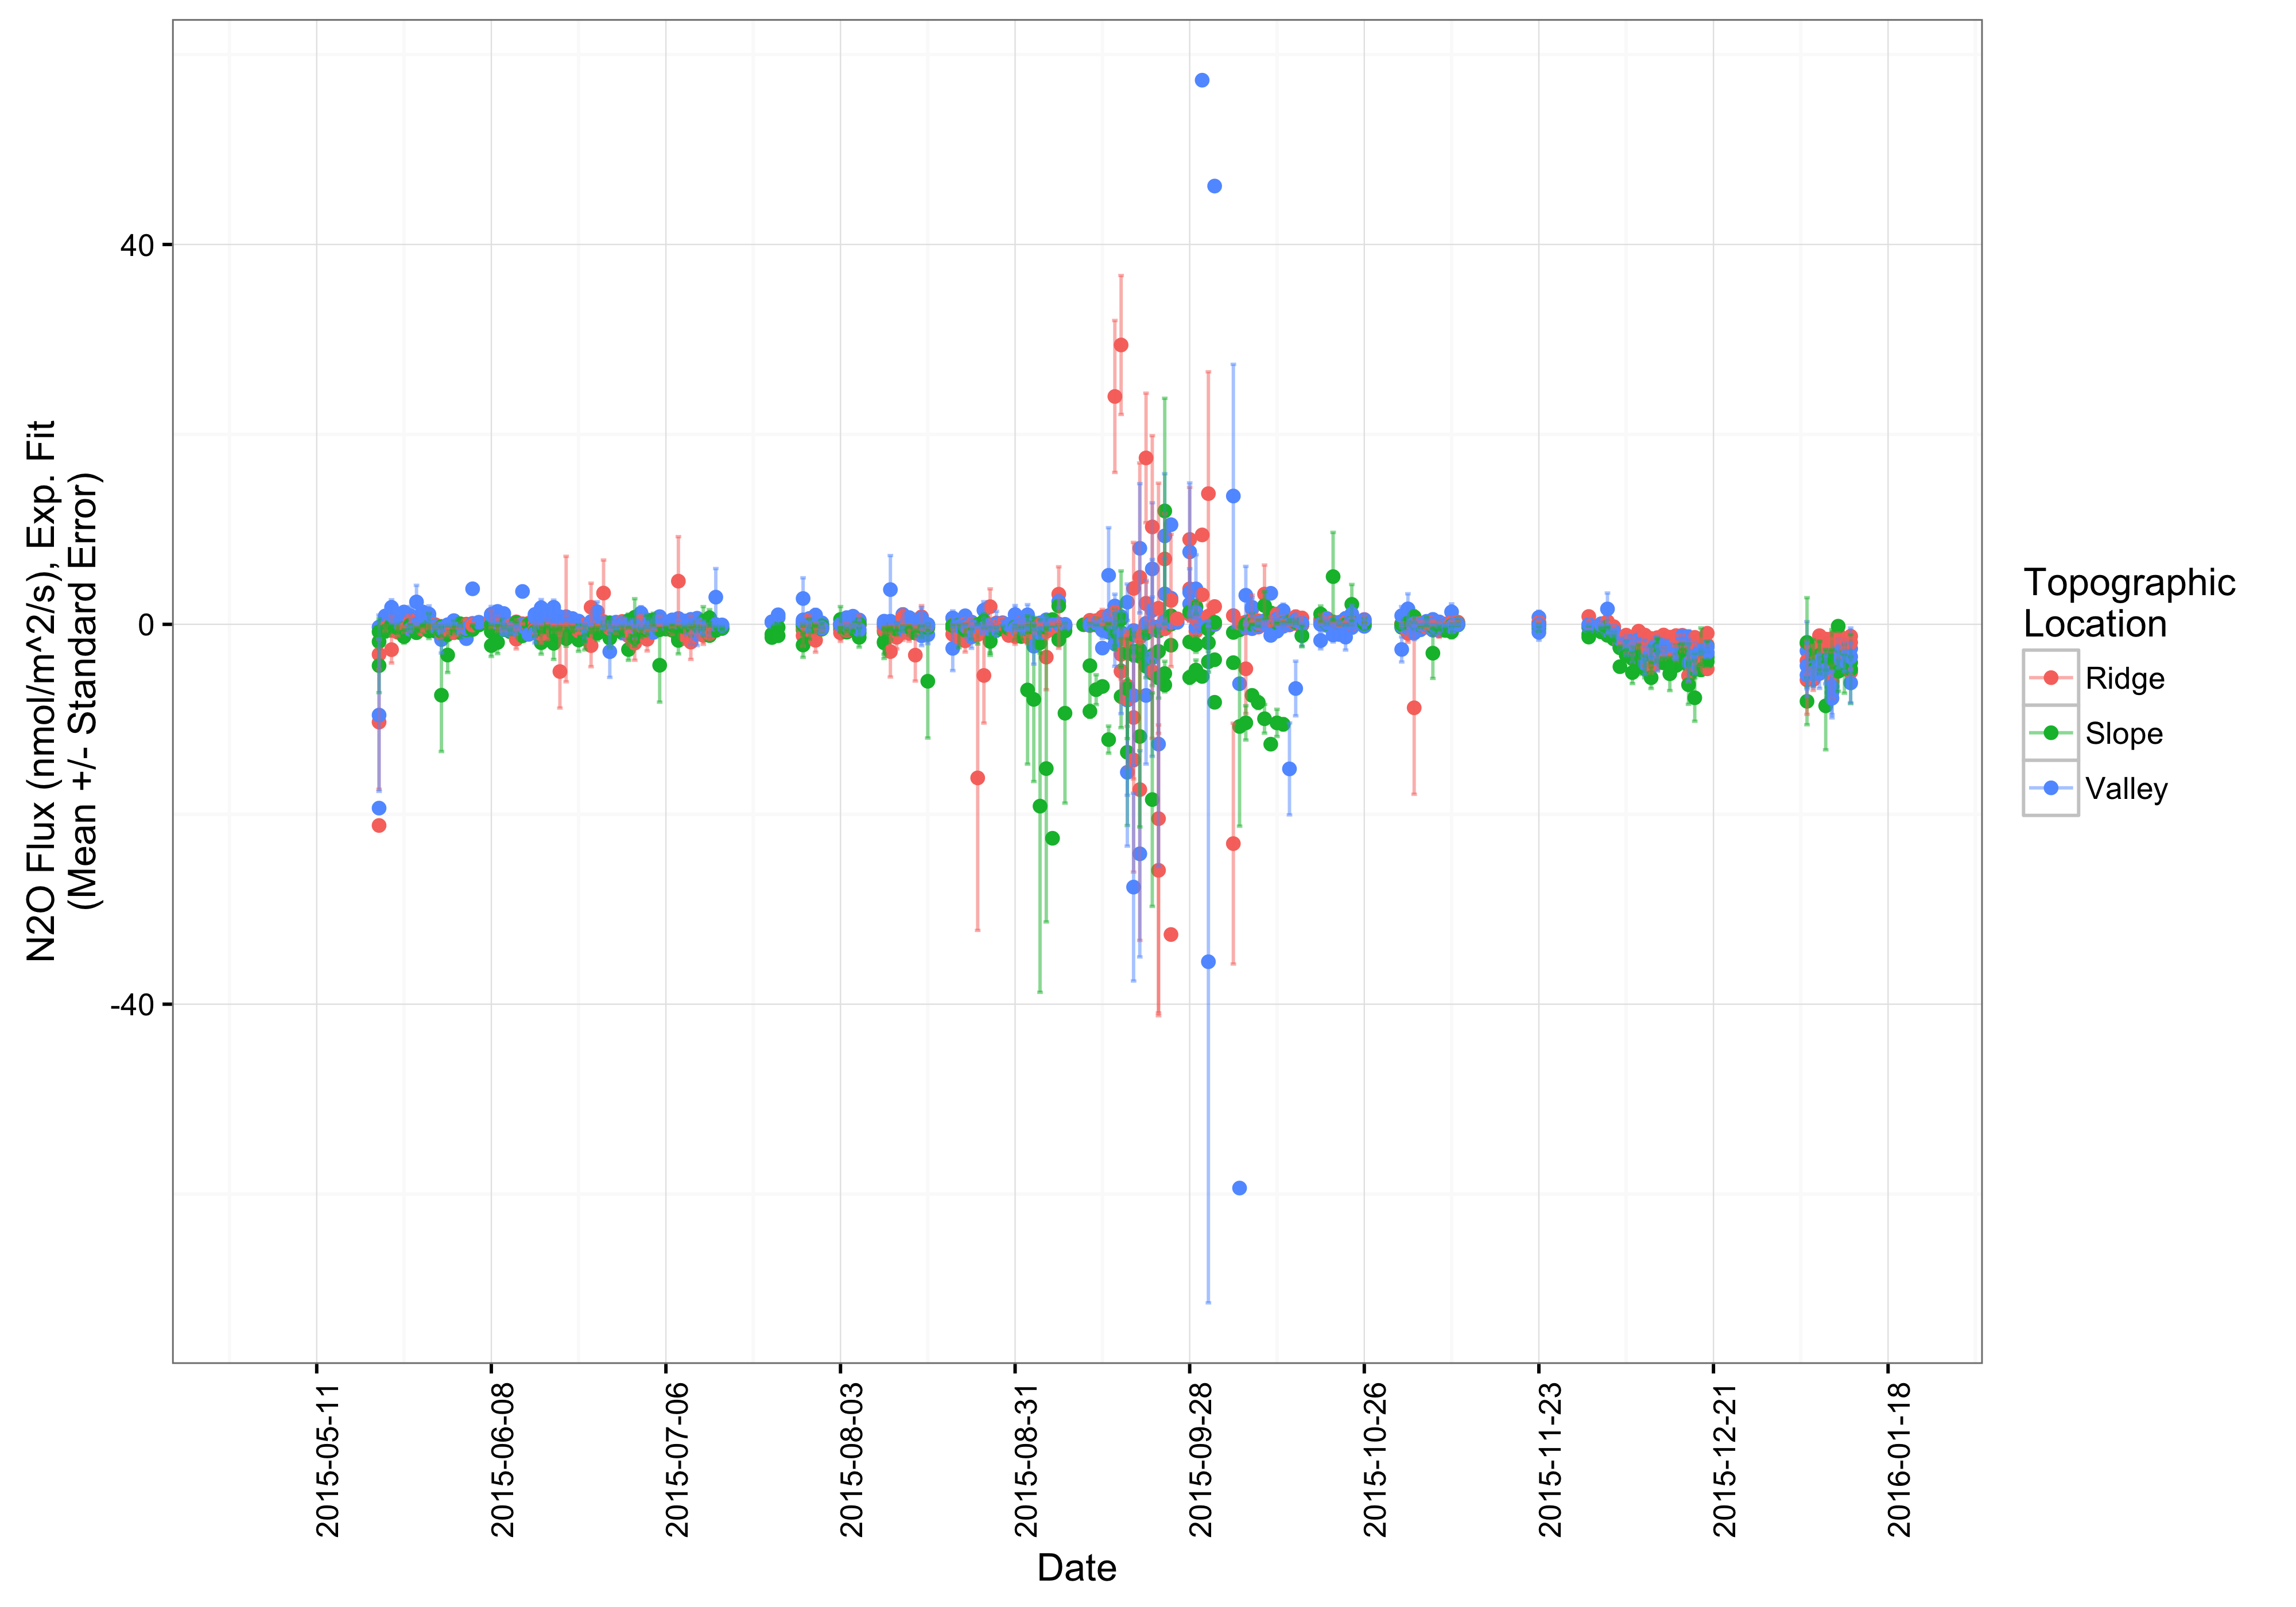 N2O Flux (nmol/m^2/s), Exp. Fit
(Mean +/- Standard Error)
40
0
-40
2015-05-11
2015-06-08
2015-07-06
2015-08-03
2015-08-31
2015-09-28
2015-10-26
2015-11-23
2015-12-21
2016-01-18
Date
Topographic
Location
Ridge
Slope
Valley